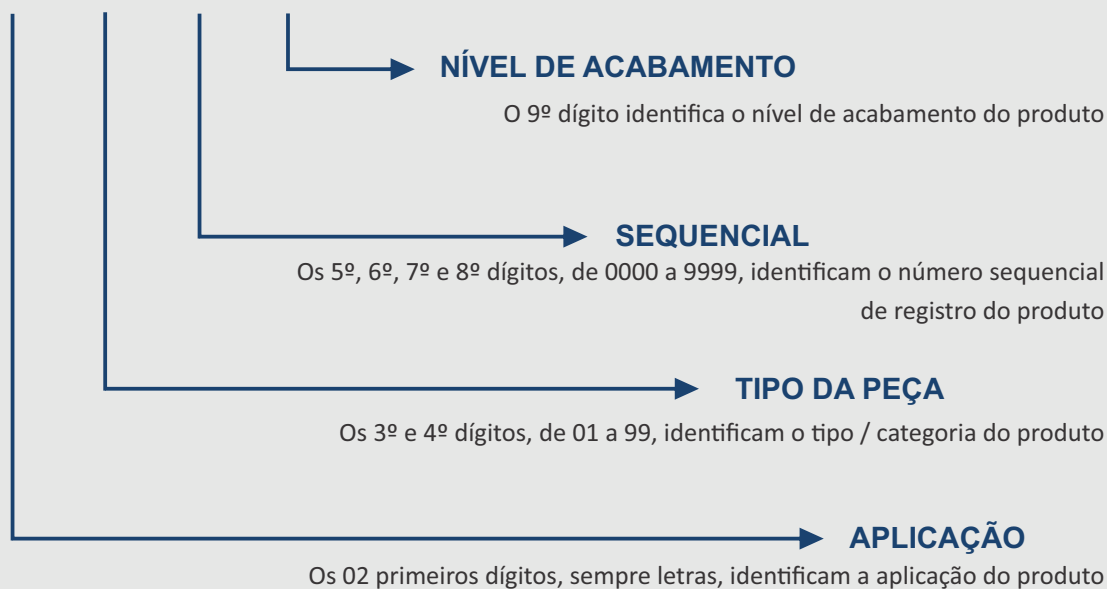 NÍVEL DE ACABAMENTO
O 9º dígito identifica o nível de acabamento do produto
SEQUENCIAL
Os 5º, 6º, 7º e 8º dígitos, de 0000 a 9999, identificam o número sequencial
de registro do produto
TIPO DA PEÇA
Os 3º e 4º dígitos, de 01 a 99, identificam o tipo / categoria do produto
APLICAÇÃO
Os 02 primeiros dígitos, sempre letras, identificam a aplicação do produto